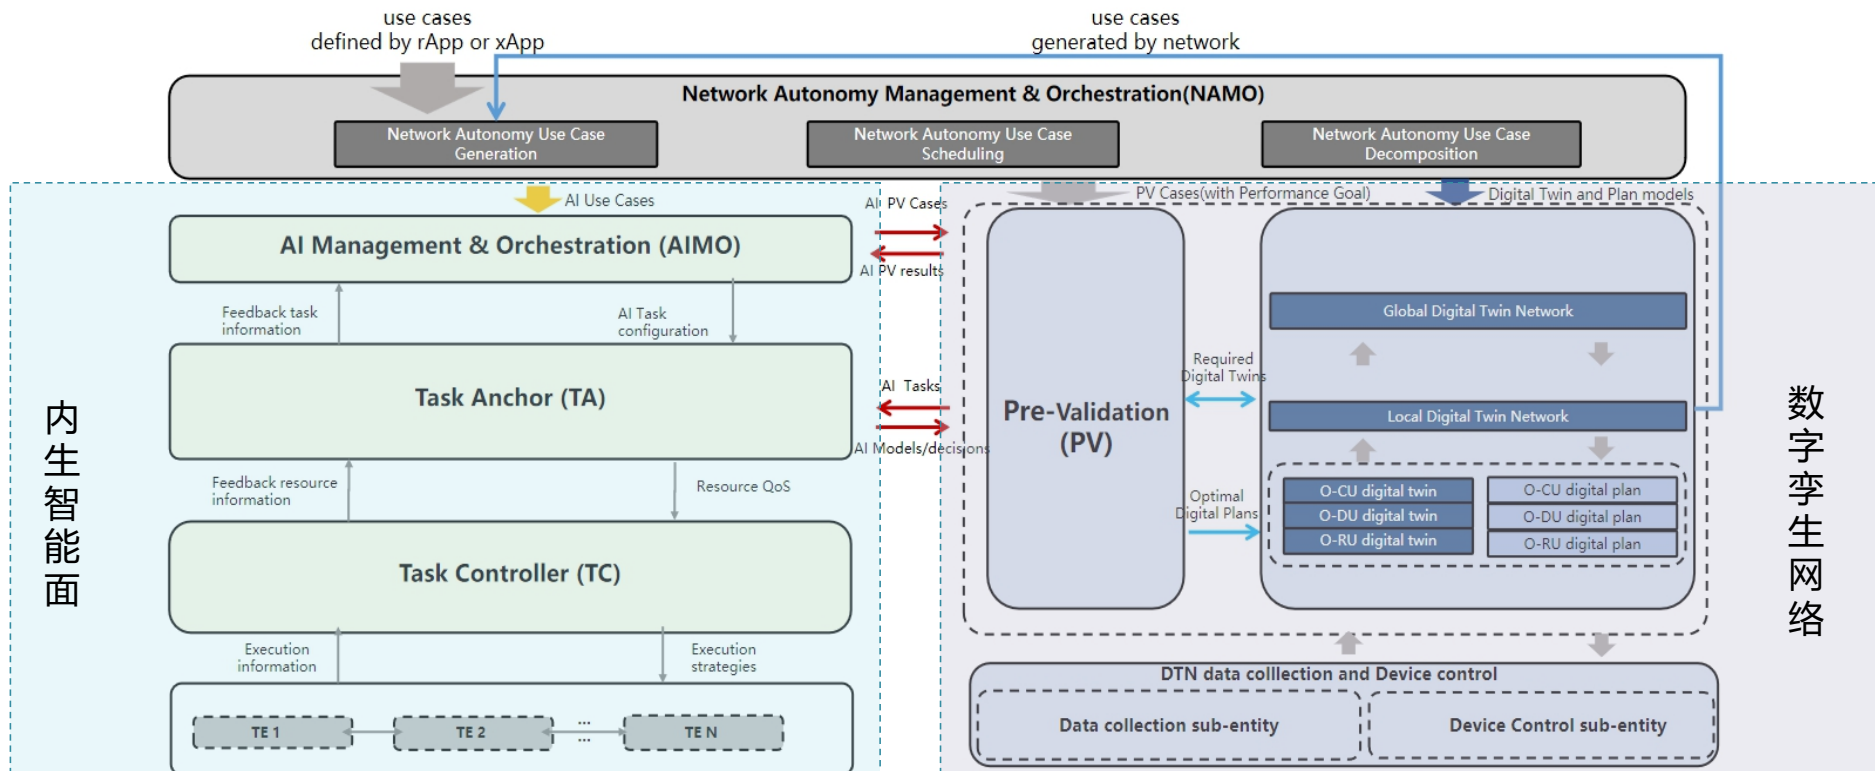 use cases
defined by rApp or xApp
use cases
generated by network
Network Autonomy Management & Orchestration(NAMO)
Network Autonomy Use Case
Generation
Network Autonomy Use Case
Scheduling
Network Autonomy Use Case
Decomposition
AI Use Cases
AI PV Cases
AI PV results
PV Cases(with Performance Goal)
Digital Twin and Plan models
AI Management & Orchestration (AIMO)
Feedback task
information
AI Task
configuration
Task Anchor (TA)
AI Tasks
AI Models/decisions
Feedback resource
information
Resource QoS
Task Controller (TC)
Execution
information
Execution
strategies
TE 1
TE 2
...
...
TE N
内生智能面
Pre-Validation
(PV)
Required
Digital Twins
Optimal
Digital Plans
Global Digital Twin Network
Local Digital Twin Network
O-CU digital twin
O-DU digital twin
O-RU digital twin
O-CU digital plan
O-DU digital plan
O-RU digital plan
DTN data colllection and Device control
Data collection sub-entity
Device Control sub-entity
数字孪生网络